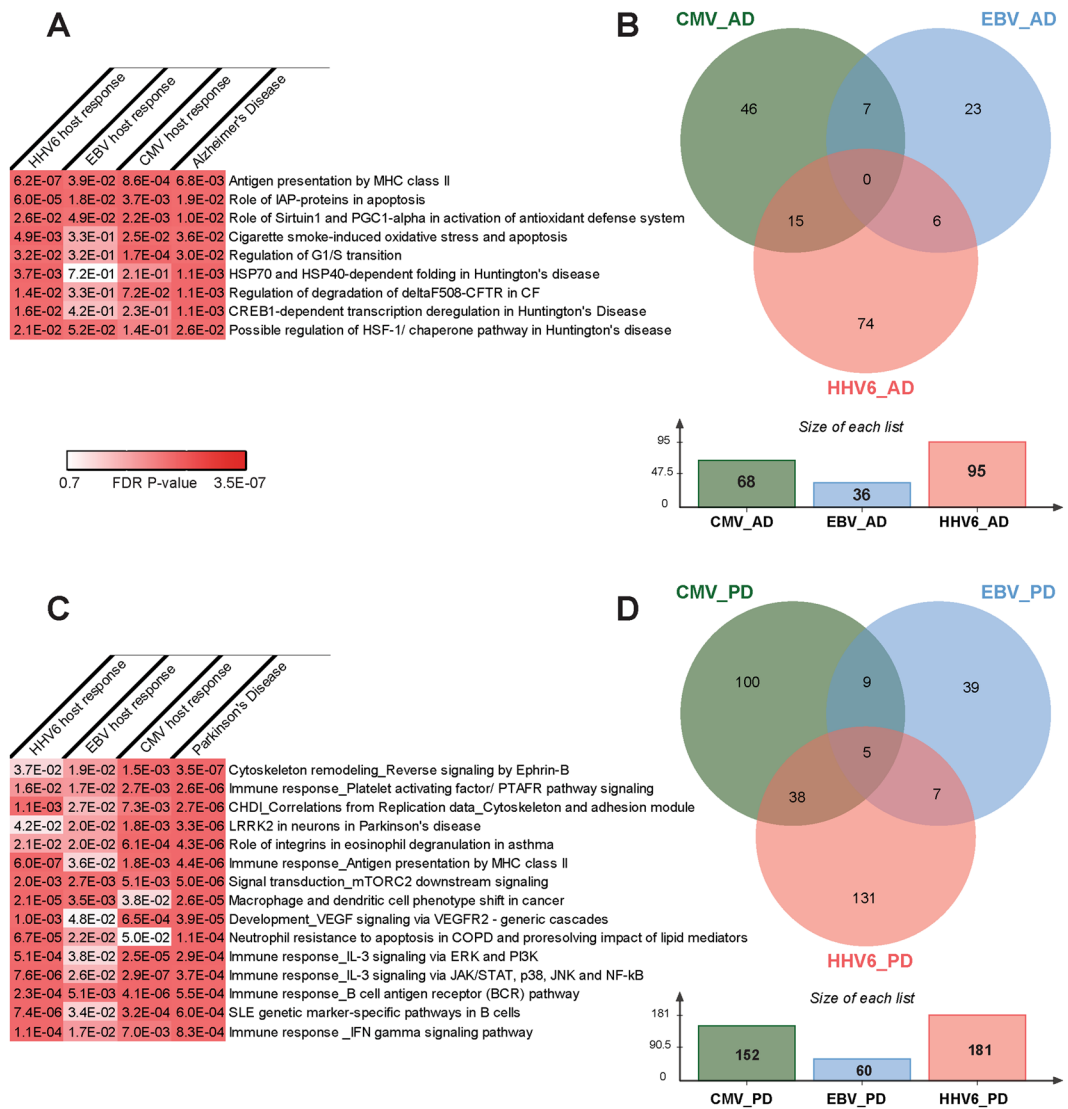 A
HHV6 host response
EBV host response
CMV host response
Alzheimer's Disease
6.2E-07 3.9E-02 8.6E-04 6.8E-03 Antigen presentation by MHC class II
6.0E-05 1.8E-02 3.7E-03 1.9E-02 Role of IAP-proteins in apoptosis
2.6E-02 4.9E-02 2.2E-03 1.0E-02 Role of Sirtuin1 and PGC1-alpha in activation of antioxidant defense system
4.9E-03 3.3E-01 2.5E-02 3.6E-02 Cigarette smoke-induced oxidative stress and apoptosis
3.2E-02 3.2E-01 1.7E-04 3.0E-02 Regulation of G1/S transition
3.7E-03 7.2E-01 2.1E-01 1.1E-03 HSP70 and HSP40-dependent folding in Huntington's disease
1.4E-02 3.3E-01 7.2E-02 1.1E-03 Regulation of degradation of deltaF508-CFTR in CF
1.6E-02 4.2E-01 2.3E-01 1.1E-03 CREB1-dependent transcription deregulation in Huntington's Disease
2.1E-02 5.2E-02 1.4E-01 2.6E-02 Possible regulation of HSF-1/ chaperone pathway in Huntington's disease
0.7 FDR P-value 3.5E-07
B
CMV_AD
EBV_AD
46
7
23
0
15
6
74
HHV6_AD
Size of each list
95
47.5
0
68
36
95
CMV_AD
EBV_AD
HHV6_AD
C
HHV6 host response
EBV host response
CMV host response
Parkinson's Disease
3.7E-02 1.9E-02 1.5E-03 3.5E-07 Cytoskeleton remodeling_Reverse signaling by Ephrin-B
1.6E-02 1.7E-02 2.7E-03 2.6E-06 Immune response_Platelet activating factor/ PTAFR pathway signaling
1.1E-03 2.7E-02 7.3E-03 2.7E-06 CHDI_Correlations from Replication data_Cytoskeleton and adhesion module
4.2E-02 2.0E-02 1.8E-03 3.3E-06 LRRK2 in neurons in Parkinson's disease
2.1E-02 2.0E-02 6.1E-04 4.3E-06 Role of integrins in eosinophil degranulation in asthma
6.0E-07 3.6E-02 1.8E-03 4.4E-06 Immune response_Antigen presentation by MHC class II
2.0E-03 2.7E-03 5.1E-03 5.0E-06 Signal transduction_mTORC2 downstream signaling
2.1E-05 3.5E-03 3.8E-02 2.6E-05 Macrophage and dendritic cell phenotype shift in cancer
1.0E-03 4.8E-02 6.5E-04 3.9E-05 Development_VEGF signaling via VEGFR2 - generic cascades
6.7E-05 2.2E-02 5.0E-02 1.1E-04 Neutrophil resistance to apoptosis in COPD and proresolving impact of lipid mediators
5.1E-04 3.8E-02 2.5E-05 2.9E-04 Immune response_IL-3 signaling via ERK and PI3K
7.6E-06 2.6E-02 2.9E-07 3.7E-04 Immune response_IL-3 signaling via JAK/STAT, p38, JNK and NF-kB
2.3E-04 5.1E-03 4.1E-06 5.5E-04 Immune response_B cell antigen receptor (BCR) pathway
7.4E-06 3.4E-02 3.2E-04 6.0E-04 SLE genetic marker-specific pathways in B cells
1.1E-04 1.7E-02 7.0E-03 8.3E-04 Immune response _IFN gamma signaling pathway
D
CMV_PD
EBV_PD
100
9
39
5
38
7
131
HHV6_PD
Size of each list
181
90.5
0
152
60
181
CMV_PD
EBV_PD
HHV6_PD